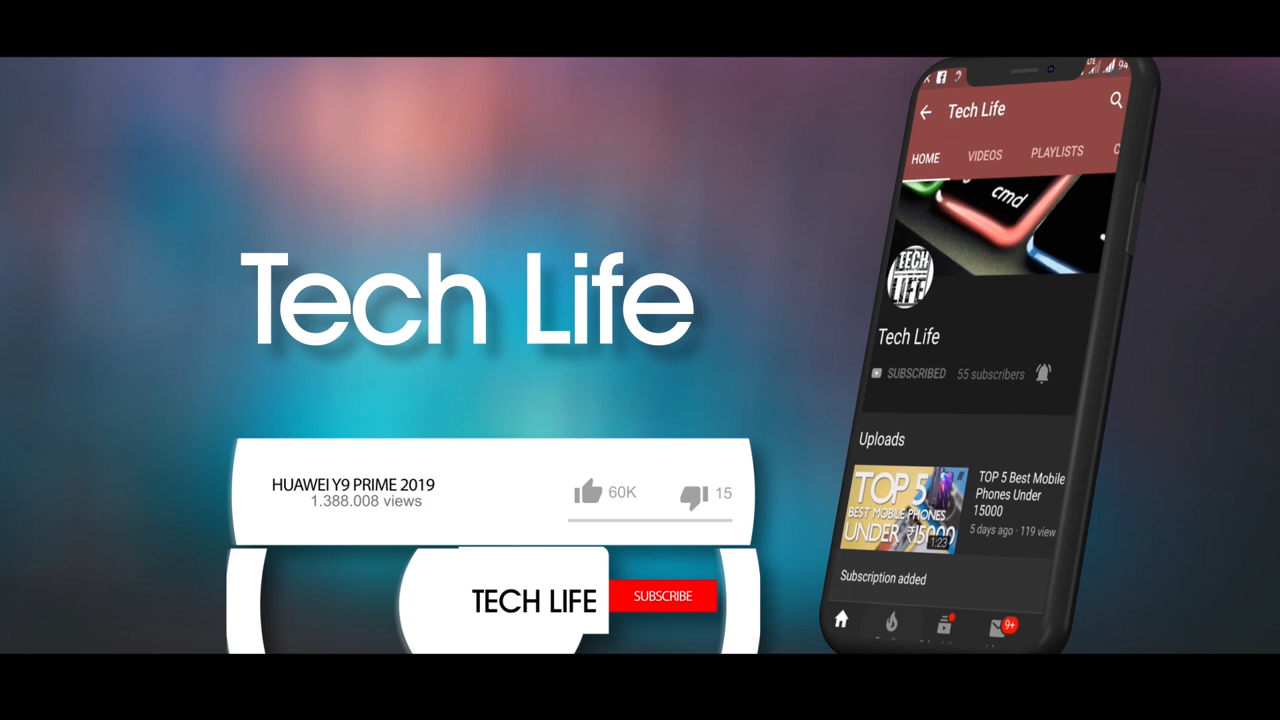 Tech Life
HUAWEI Y9 PRIME 2019
1.388.008 views
60K
15
TECH LIFE
SUBSCRIBE
LTE
94
Tech Life
HOME
VIDEOS
PLAYLISTS
C
cmd
TECH
LIFE
Tech Life
SUBSCRIBED
55 subscribers
Uploads
TOP 5
BEST MOBILE PHONES
UNDER ₹15000
1:23
TOP 5 Best Mobile
Phones Under
15000
5 days ago · 119 view
Subscription added
9+